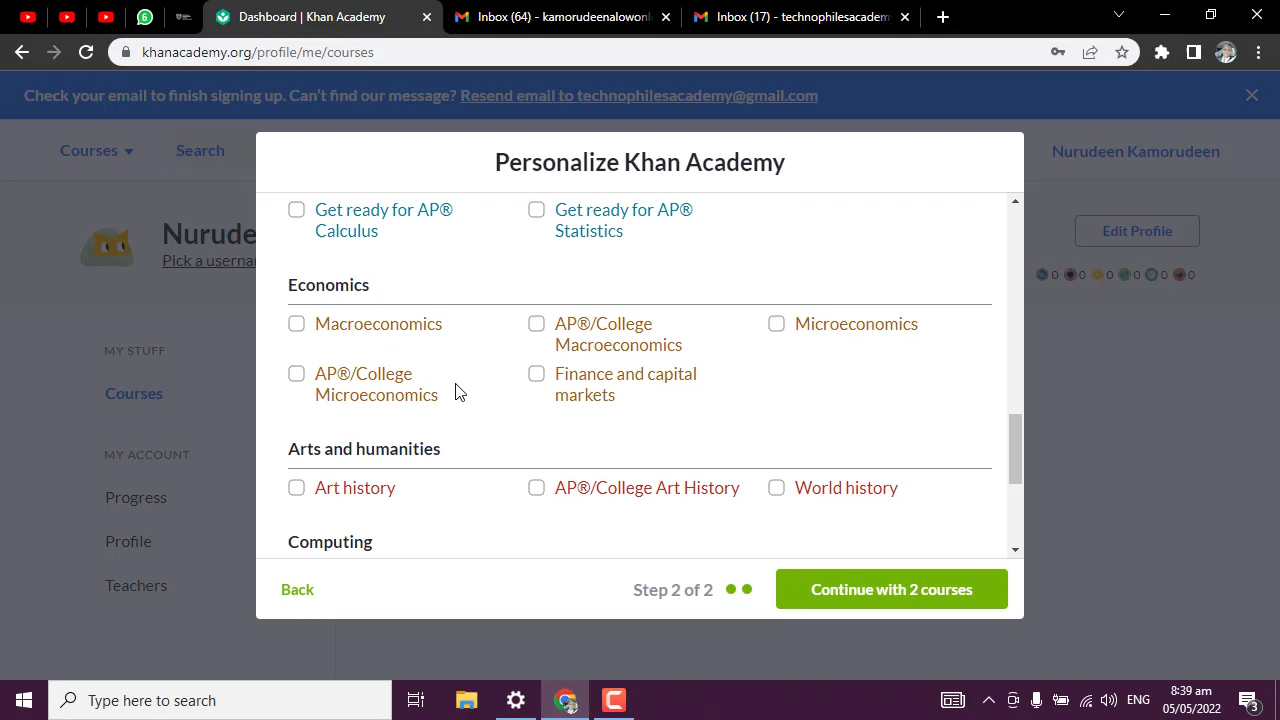 6
Dashboard | Khan Academy
Inbox (64) - kamorudeenalowonl
Inbox (17) - technophilesacadem
khanacademy.org/profile/me/courses
Check your email to finish signing up. Can't find our message? Resend email to technophilesacademy@gmail.com
Courses
Search
Nurudeen Kamorudeen
Personalize Khan Academy
Nurude
Pick a userna
Edit Profile
0 0 0 0 0 0
Get ready for AP® Calculus
Get ready for AP® Statistics
Economics
Macroeconomics
AP®/College Macroeconomics
Microeconomics
AP®/College Microeconomics
Finance and capital markets
Arts and humanities
Art history
AP®/College Art History
World history
Computing
MY STUFF
Courses
MY ACCOUNT
Progress
Profile
Teachers
Back
Step 2 of 2
Continue with 2 courses
Type here to search
ENG
8:39 am
05/05/2022
3